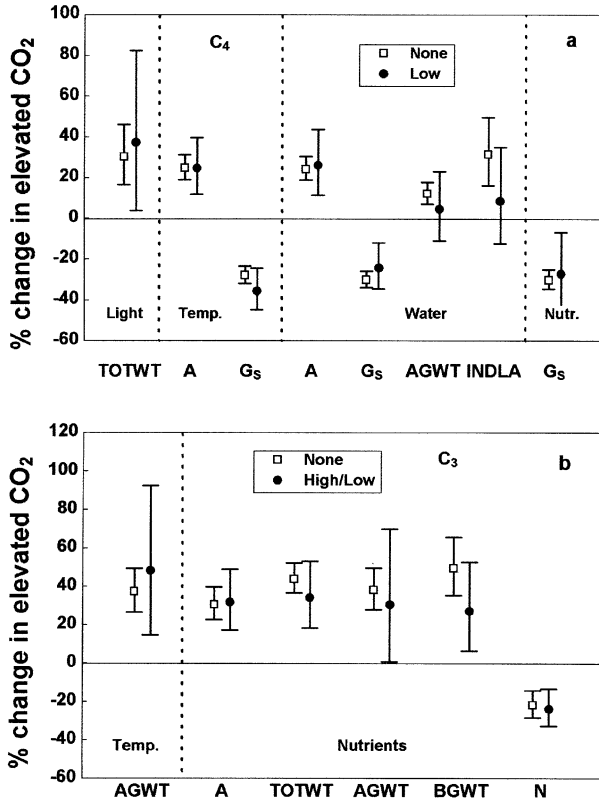 % change in elevated CO2
100
80
60
40
20
0
-20
-40
-60
C4
a
None
Low
Light
Temp.
Water
Nutr.
TOTWT A GS A GS AGWT INDLA GS
% change in elevated CO2
120
100
80
60
40
20
0
-20
-40
-60
None
High/Low
C3
b
Temp.
Nutrients
AGWT A TOTWT AGWT BGWT N